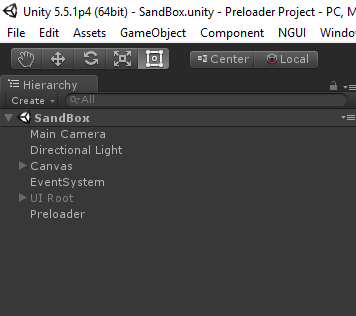 Unity 5.5.1p4 (64bit) - SandBox.unity - Preloader Project - PC, M
File Edit Assets GameObject Component NGUI Window
Center Local
Hierarchy
Create All
SandBox
Main Camera
Directional Light
Canvas
EventSystem
UI Root
Preloader